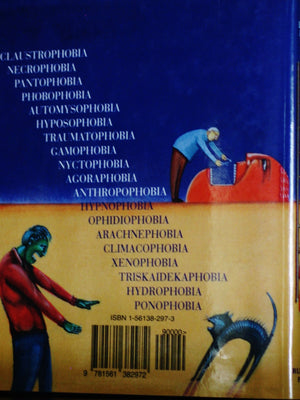 CLAUSTROPHOBIA
NECROPHOBIA
PANTOPHOBIA
PHOBOPHOBIA
AUTOMYSOPHOBIA
HYPOSOPHOBIA
TRAUMATOPHOBIA
GAMOPHOBIA
NYCTOPHOBIA
AGORAPHOBIA
ANTHROPOPHOBIA
HYPNOPHOBIA
OPHIDIOPHOBIA
ARACHNEPHOBIA
CLIMACOPHOBIA
XENOPHOBIA
TRISKAIDEKAPHOBIA
HYDROPHOBIA
PONOPHOBIA
ISBN 1-56138-297-3
90000>
9 781561 382972